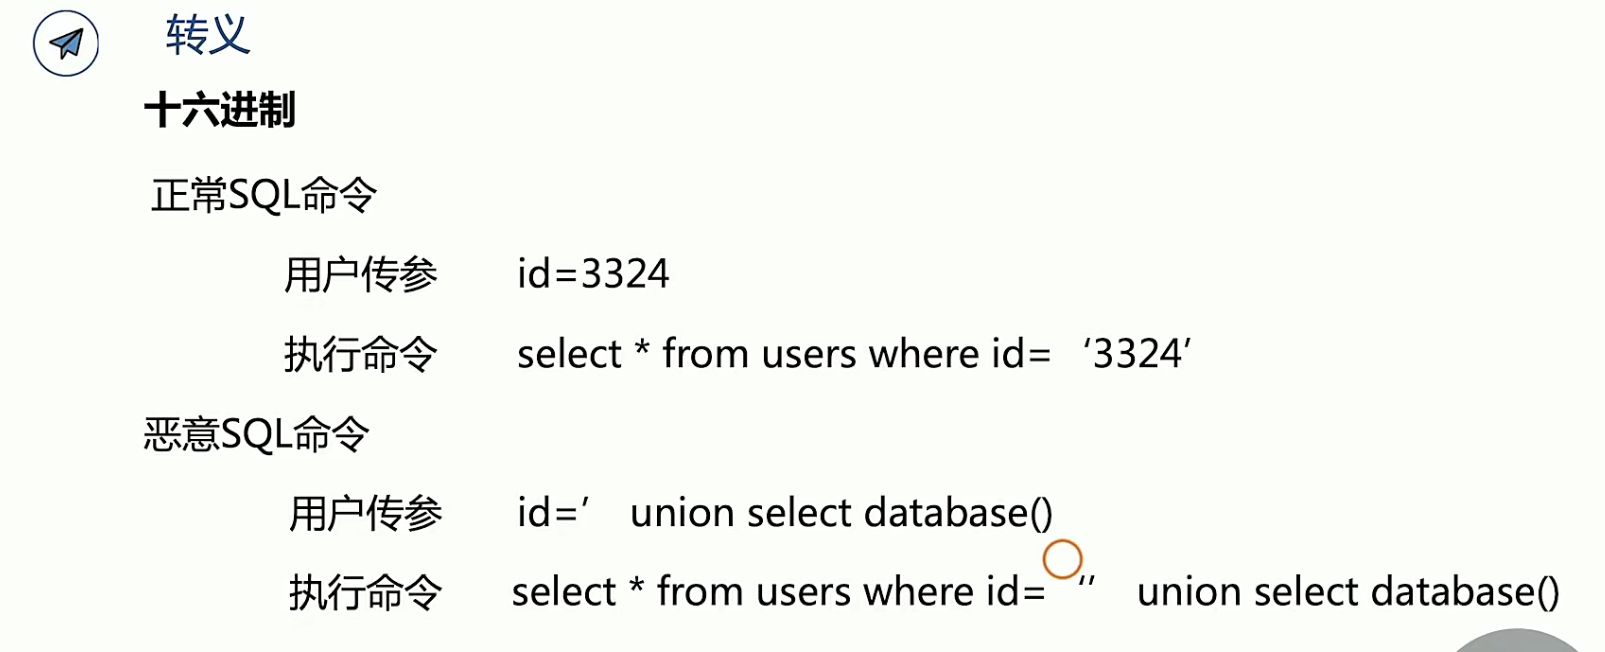 转义
十六进制
正常SQL命令
用户传参 id=3324
执行命令 select * from users where id= ‘3324’
恶意SQL命令
用户传参 id=’ union select database()
执行命令 select * from users where id= ‘’ union select database()